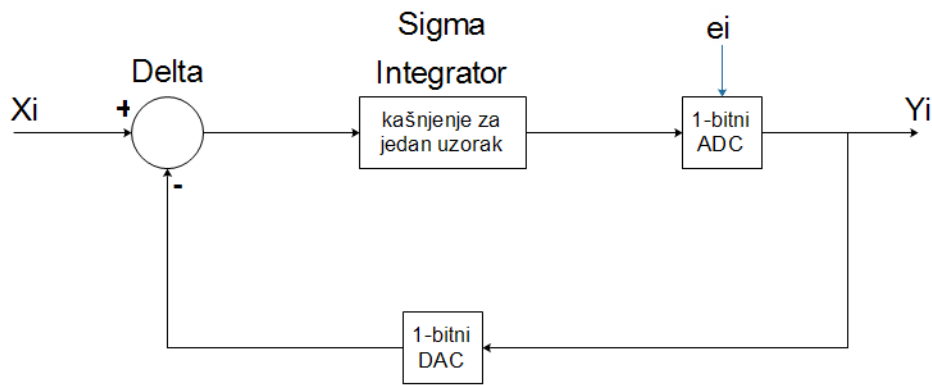 Sigma
ei
Delta
Integrator
Xi
+
kašnjenje za
jedan uzorak
1-bitni
ADC
Yi
-
1-bitni
DAC